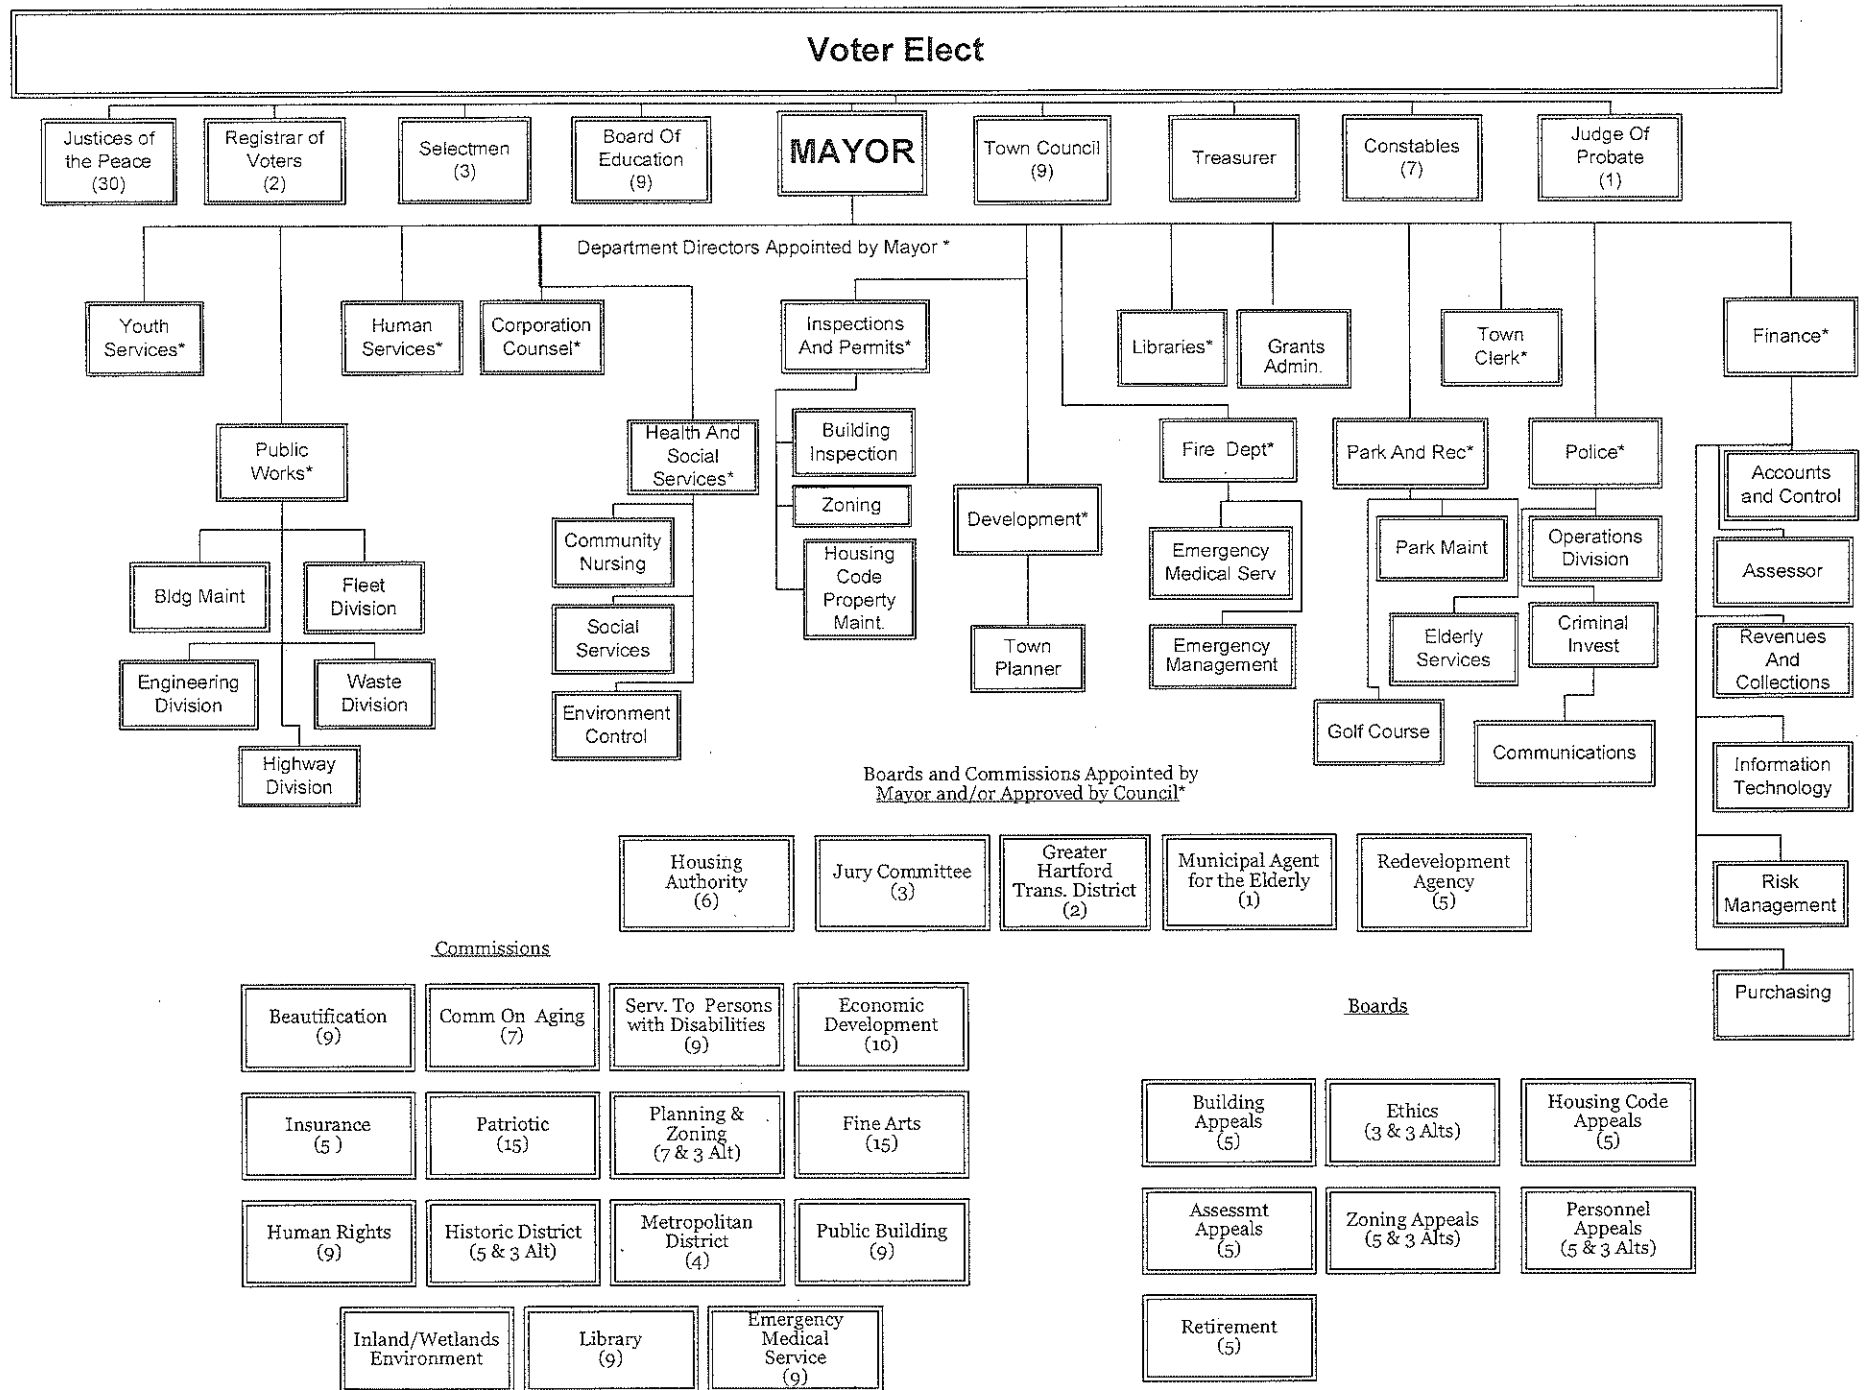 Voter Elect
Justices of
the Peace
(30)
Registrar of
Voters
(2)
Selectmen
(3)
Board Of
Education
(9)
MAYOR
Town Council
(9)
Treasurer
Constables
(7)
Judge Of
Probate
(1)
Department Directors Appointed by Mayor *
Youth
Services*
Human
Services*
Corporation
Counsel*
Inspections
And Permits*
Libraries*
Grants
Admin.
Town
Clerk*
Finance*
Public
Works*
Health And
Social
Services*
Building
Inspection
Zoning
Housing
Code
Property
Maint.
Development*
Town
Planner
Fire Dept*
Park And Rec*
Police*
Accounts
and Control
Community
Nursing
Social
Services
Environment
Control
Emergency
Medical Serv
Emergency
Management
Park Maint
Elderly
Services
Golf Course
Operations
Division
Criminal
Invest
Communications
Assessor
Revenues
And
Collections
Information
Technology
Risk
Management
Purchasing
Bldg Maint
Fleet
Division
Engineering
Division
Waste
Division
Highway
Division
Boards and Commissions Appointed by
Mayor and/or Approved by Council*
Housing
Authority
(6)
Jury Committee
(3)
Greater
Hartford
Trans. District
(2)
Municipal Agent
for the Elderly
(1)
Redevelopment
Agency
(5)
Commissions
Beautification
(9)
Comm On Aging
(7)
Serv. To Persons
with Disabilities
(9)
Economic
Development
(10)
Insurance
(5 )
Patriotic
(15)
Planning &
Zoning
(7 & 3 Alt)
Fine Arts
(15)
Human Rights
(9)
Historic District
(5 & 3 Alt)
Metropolitan
District
(4)
Public Building
(9)
Inland/Wetlands
Environment
Library
(9)
Emergency
Medical
Service
(9)
Boards
Building
Appeals
(5)
Ethics
(3 & 3 Alts)
Housing Code
Appeals
(5)
Assessmt
Appeals
(5)
Zoning Appeals
(5 & 3 Alts)
Personnel
Appeals
(5 & 3 Alts)
Retirement
(5)